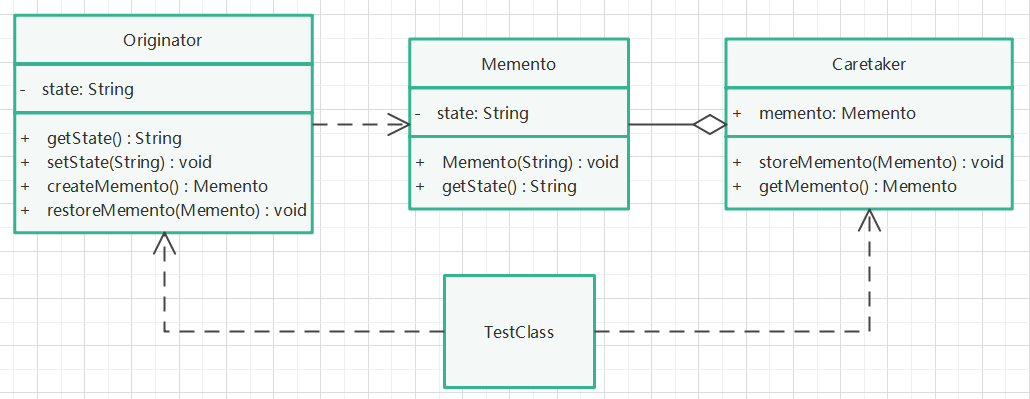 Originator
- state: String
+ getState() : String
+ setState(String) : void
+ createMemento() : Memento
+ restoreMemento(Memento) : void
Memento
- state: String
+ Memento(String) : void
+ getState() : String
Caretaker
+ memento: Memento
+ storeMemento(Memento) : void
+ getMemento() : Memento
TestClass